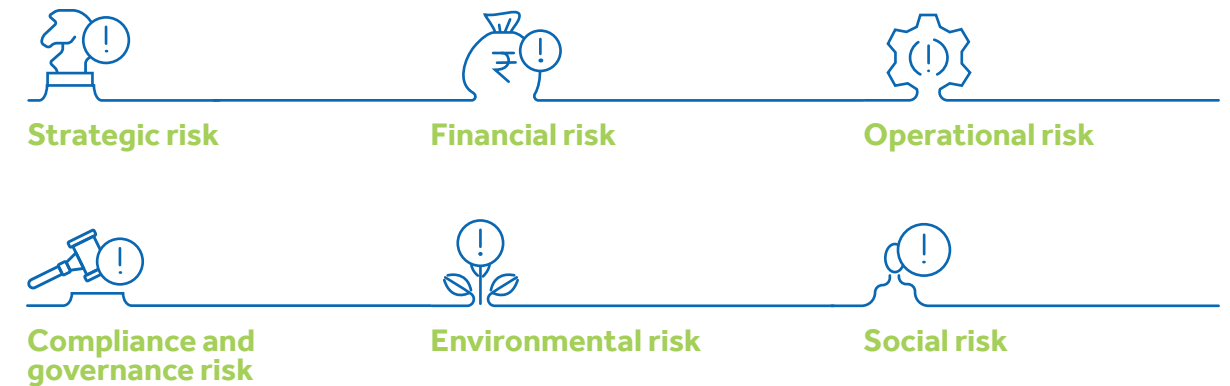 Strategic risk
Financial risk
Operational risk
Compliance and
governance risk
Environmental risk
Social risk